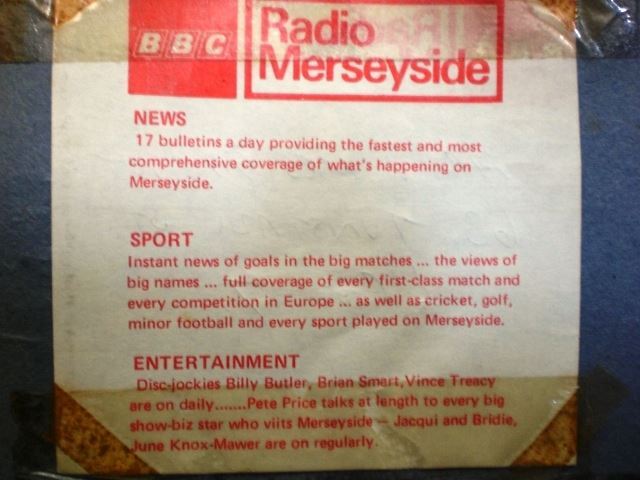 BBC
Radio
Merseyside
NEWS
17 bulletins a day providing the fastest and most
comprehensive coverage of what's happening on
Merseyside.
SPORT
Instant news of goals in the big matches ... the views of
big names ... full coverage of every first-class match and
every competition in Europe ... as well as cricket, golf,
minor football and every sport played on Merseyside.
ENTERTAINMENT
Disc-jockies Billy Butler, Brian Smart, Vince Treacy
are on daily.......Pete Price talks at length to every big
show-biz star who viits Merseyside — Jacqui and Bridie,
June Knox-Mawer are on regularly.